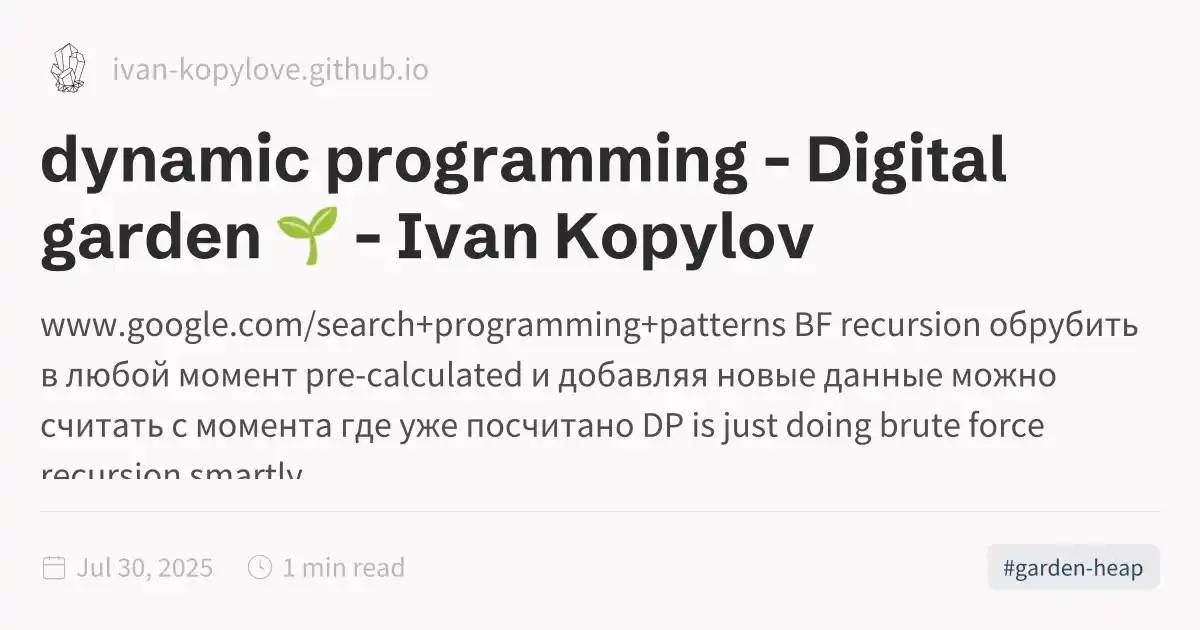 ivan-kopylove.github.io
dynamic programming - Digital
garden 🌱 - Ivan Kopylov
www.google.com/search+programming+patterns BF recursion обрубить
в любой момент pre-calculated и добавляя новые данные можно
считать с момента где уже посчитано DP is just doing brute force
recursion smartly
Jul 30, 2025
1 min read
#garden-heap